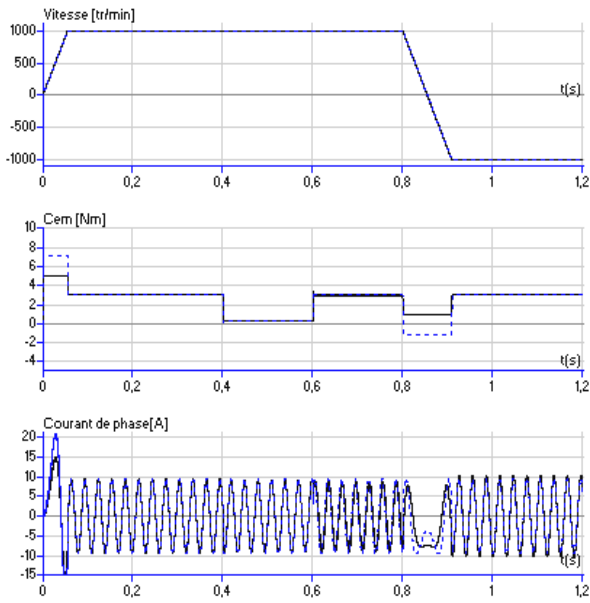 Vitesse [tr/min]
1000
500
0
-500
-1000
t(s)
0 0,2 0,4 0,6 0,8 1 1,2
Cem [Nm]
10
8
6
4
2
0
-2
-4
t(s)
0 0,2 0,4 0,6 0,8 1 1,2
Courant de phase[A]
20
15
10
5
0
-5
-10
-15
t(s)
0 0,2 0,4 0,6 0,8 1 1,2